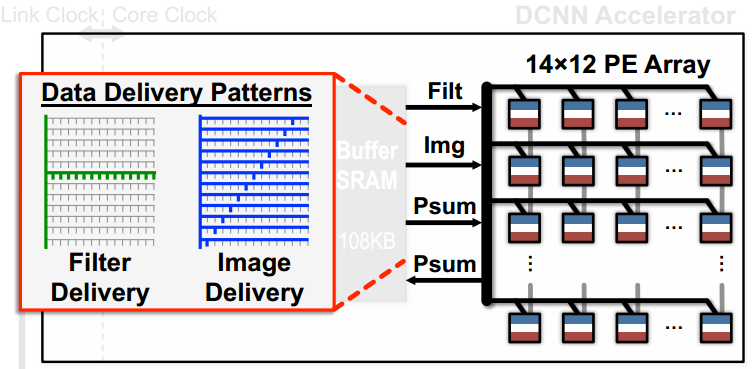 Link Clock
Core Clock
DCNN Accelerator
14×12 PE Array
Data Delivery Patterns
Filter
Delivery
Image
Delivery
Buffer
SRAM
108KB
Filt
Img
Psum
Psum
...
...
...
...
...
...